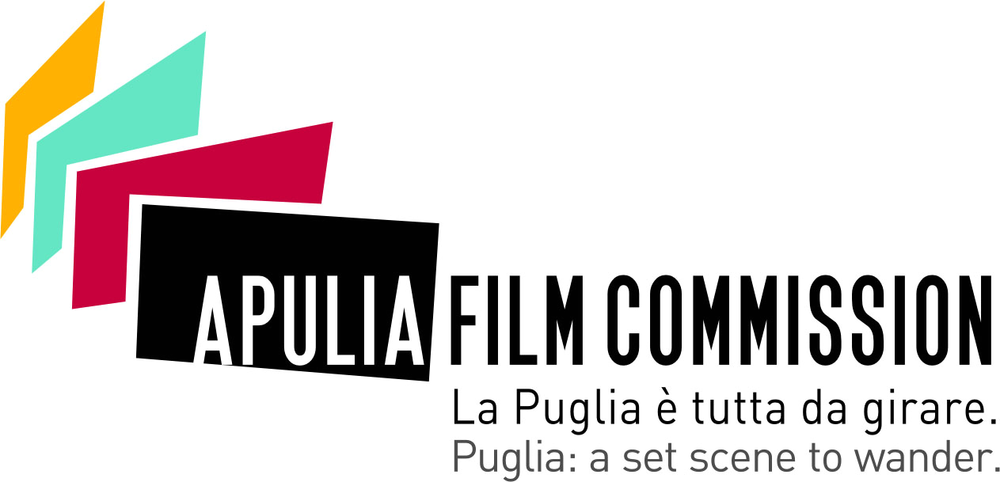 APULIA FILM COMMISSION
La Puglia è tutta da girare.
Puglia: a set scene to wander.